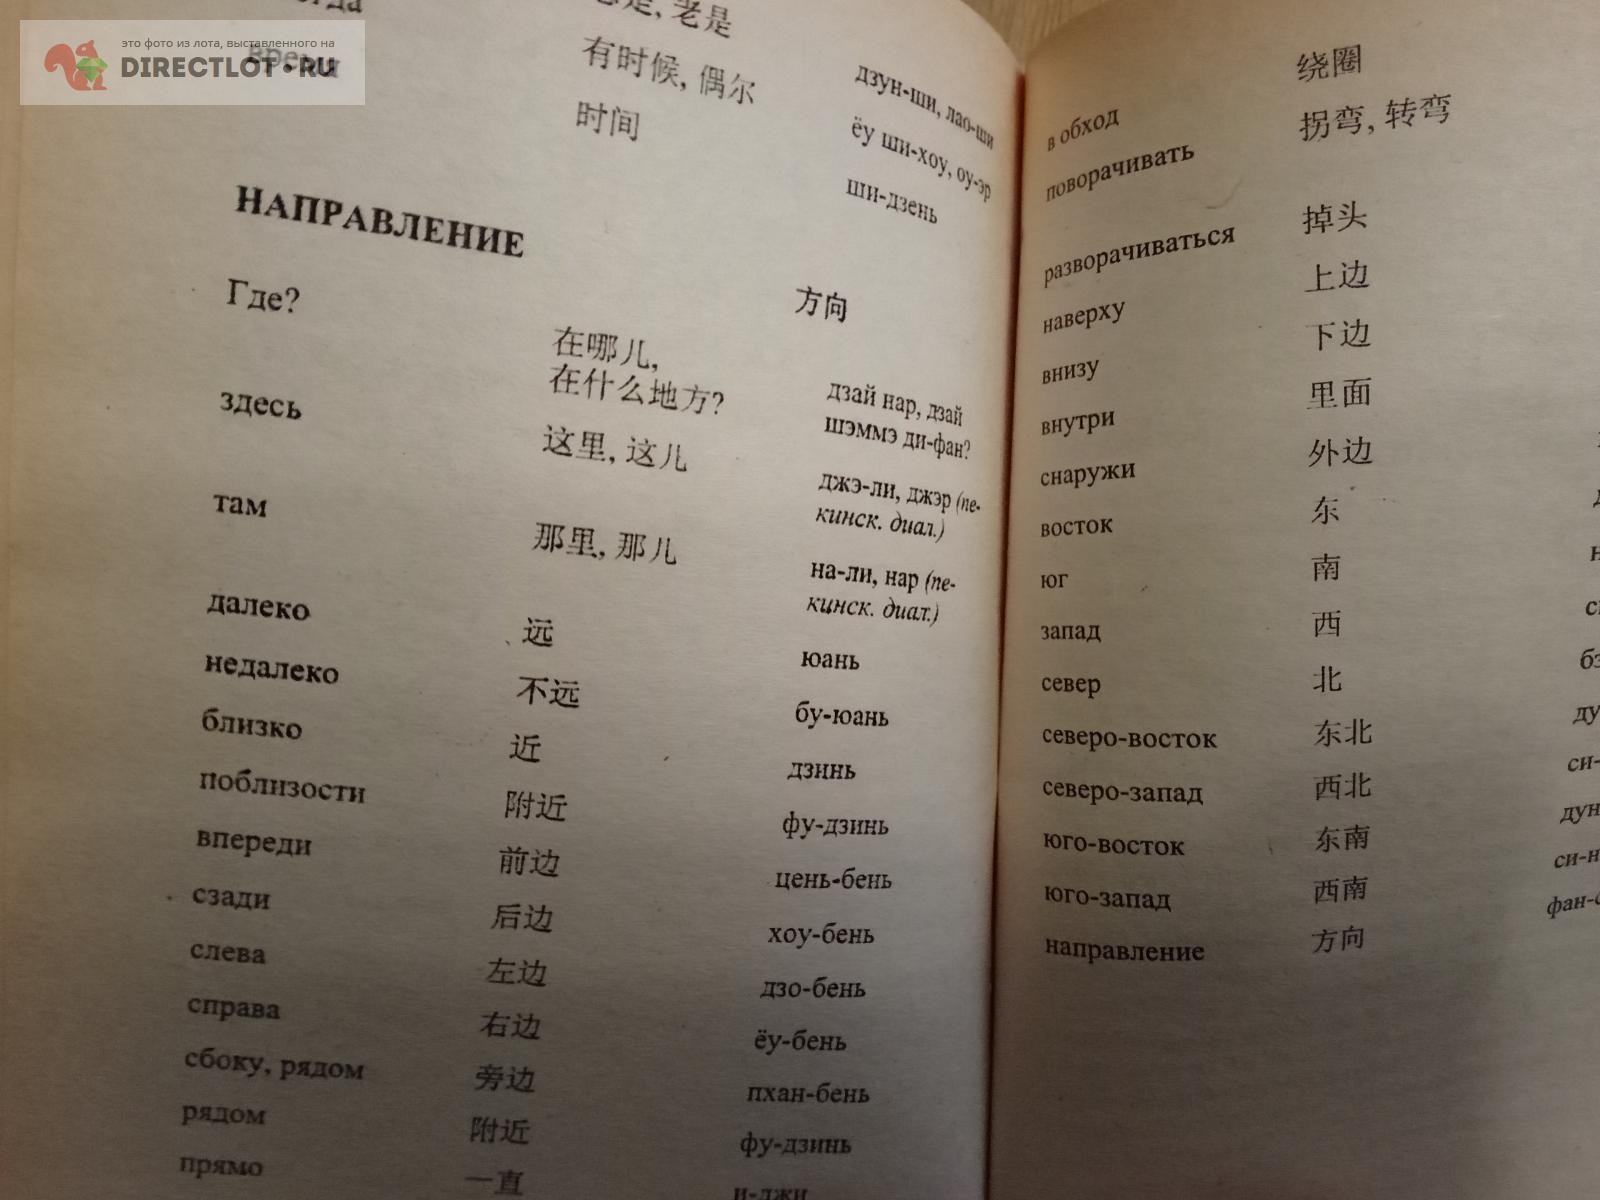 это фото из лота, выставленного на
DIRECTLOT.RU
老是
время
有时候, 偶尔
дзун-ши, лао-ши
时间
ёу ши-хоу, оу-эр
ши-дзень
НАПРАВЛЕНИЕ
方向
Где?
在哪儿,
在什么地方?
дзай нар, дзай
шэммэ ди-фан?
здесь
这里, 这儿
джэ-ли, джэр (пе-
кинск. диал.)
там
那里, 那儿
на-ли, нар (пе-
кинск. диал.)
далеко 远 юань
недалеко 不远 бу-юань
близко 近 дзинь
поблизости 附近 фу-дзинь
впереди 前边 цень-бень
сзади 后边 хоу-бень
слева 左边 дзо-бень
справа 右边 ёу-бень
сбоку, рядом 旁边 пхан-бень
рядом 附近 фу-дзинь
прямо 一直 и-джи
в обход 绕圈
поворачивать 拐弯, 转弯
разворачиваться 掉头
наверху 上边
внизу 下边
внутри 里面
снаружи 外边
восток 东
юг 南
запад 西
север 北
северо-восток 东北
северо-запад 西北
юго-восток 东南
юго-запад 西南
направление 方向